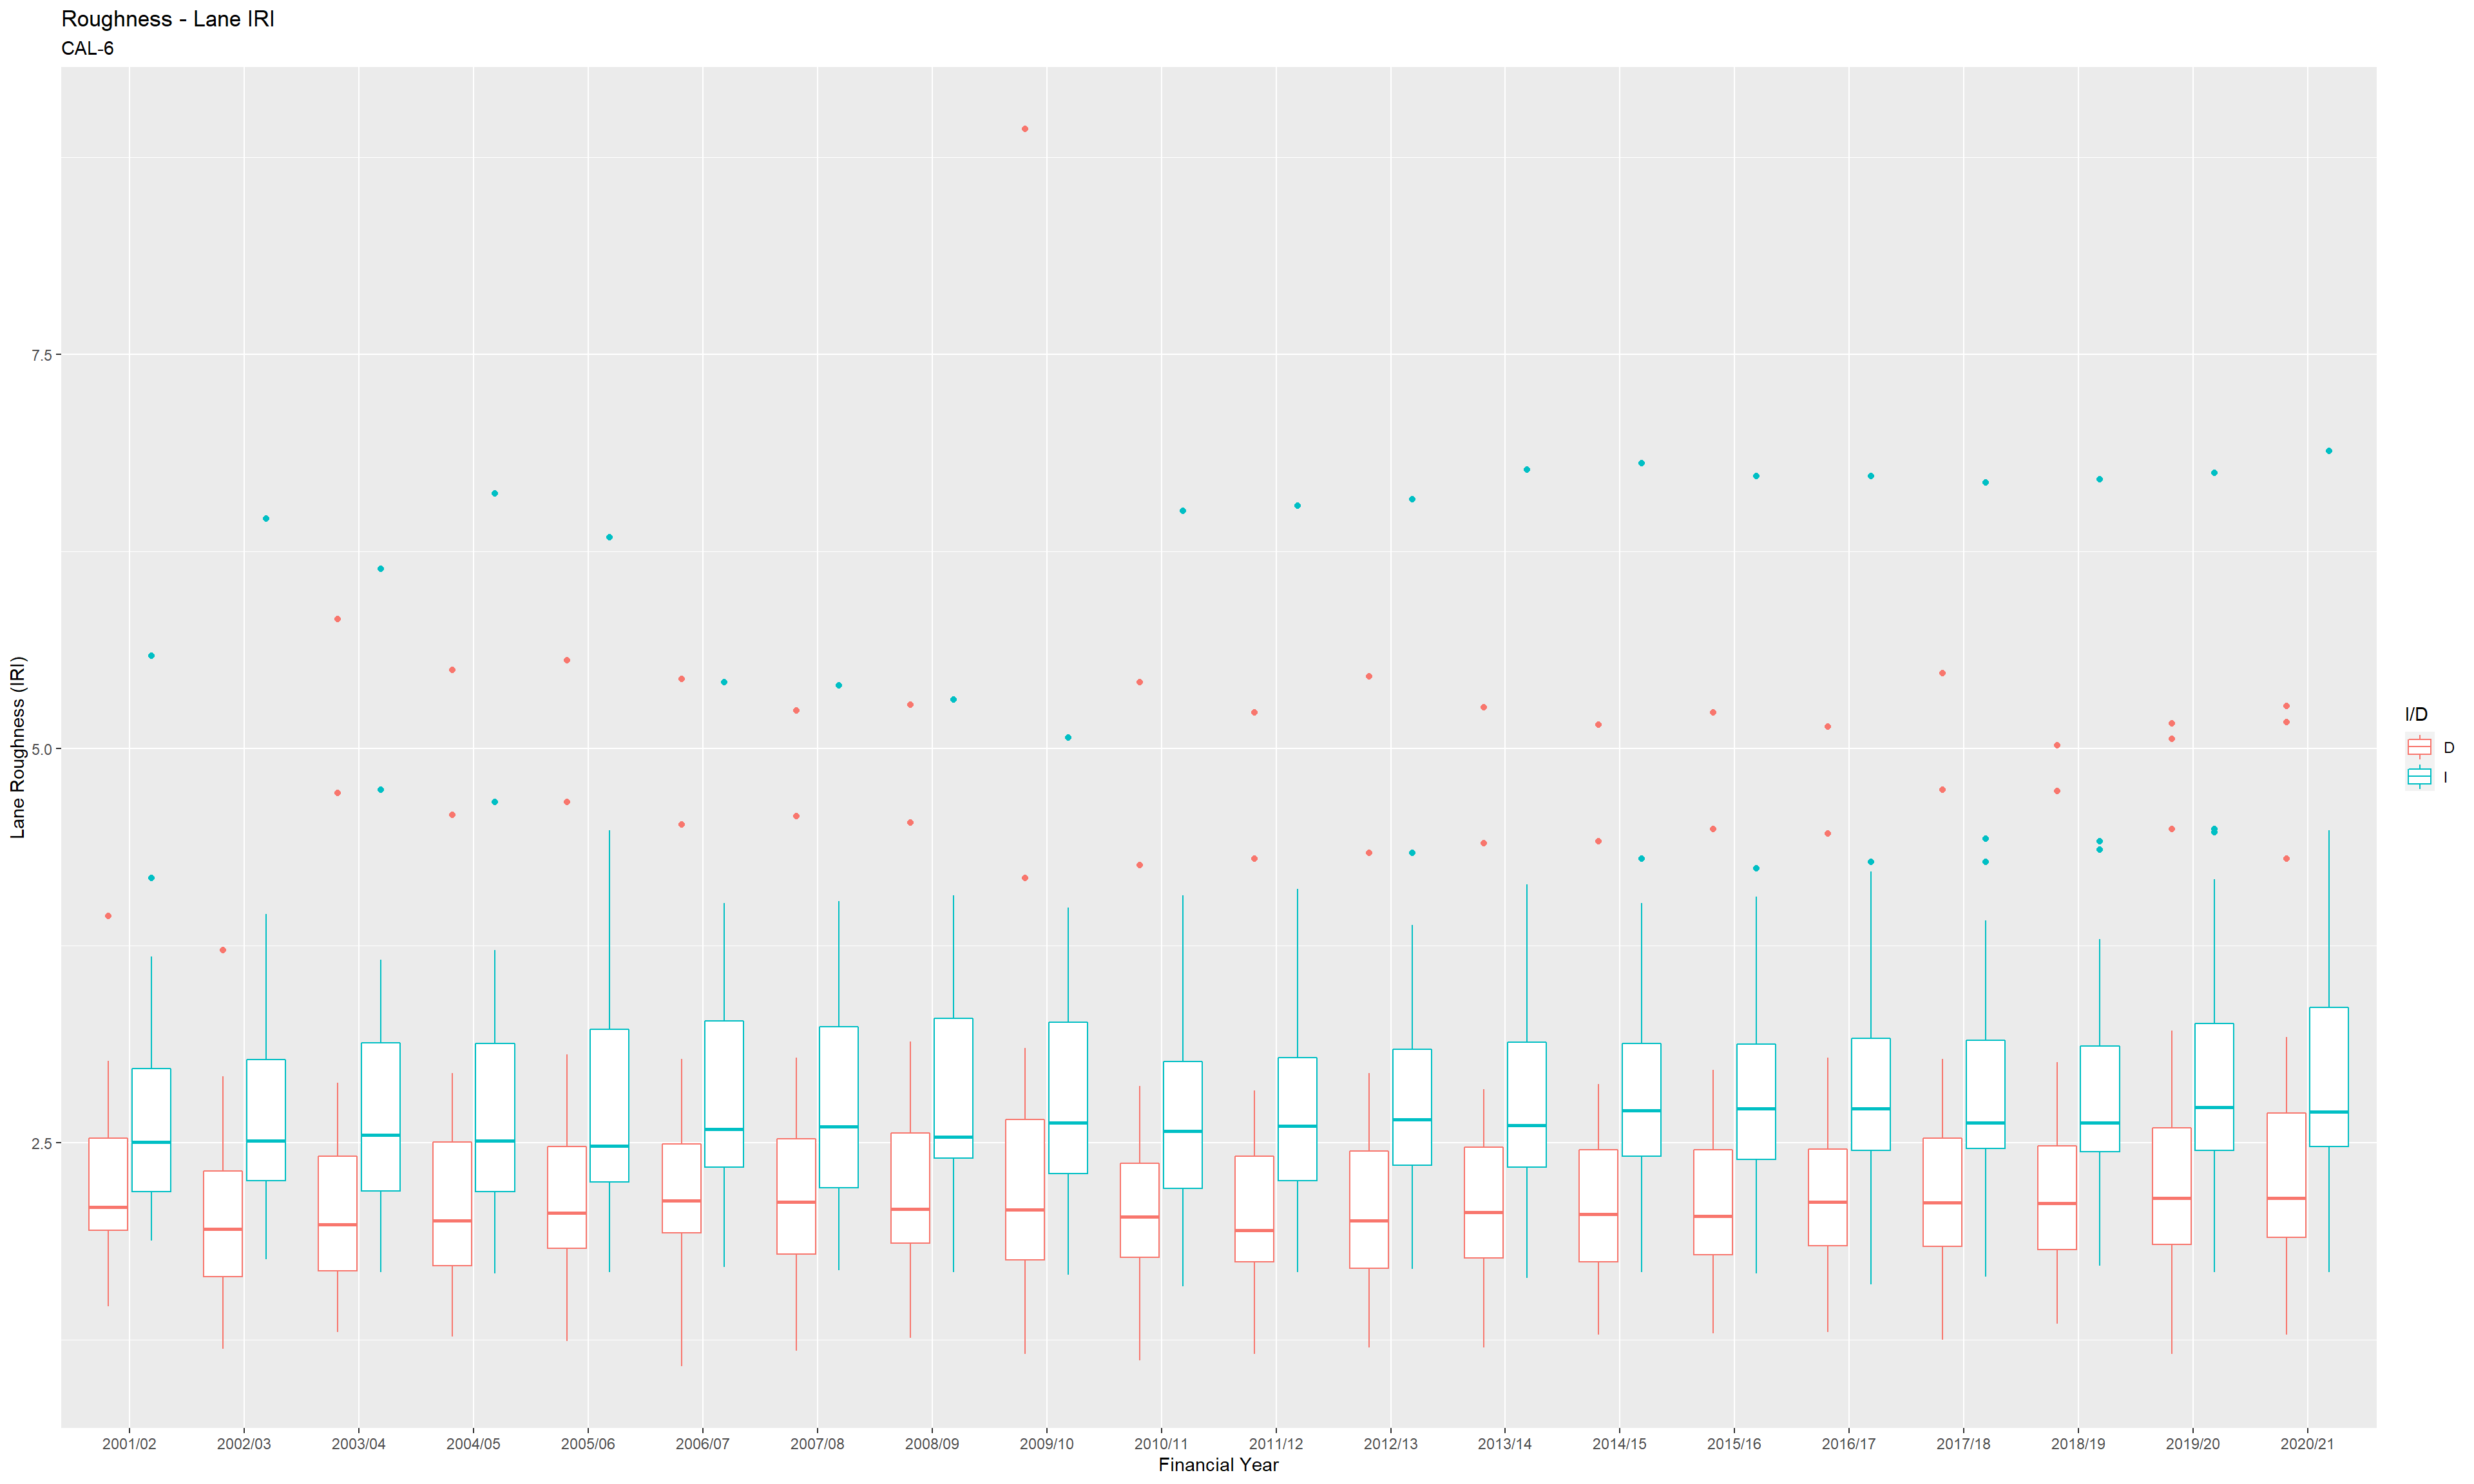 Roughness - Lane IRI
CAL-6
Lane Roughness (IRI)
7.5
5.0
2.5
2001/02 2002/03 2003/04 2004/05 2005/06 2006/07 2007/08 2008/09 2009/10 2010/11 2011/12 2012/13 2013/14 2014/15 2015/16 2016/17 2017/18 2018/19 2019/20 2020/21
Financial Year
I/D
D
I